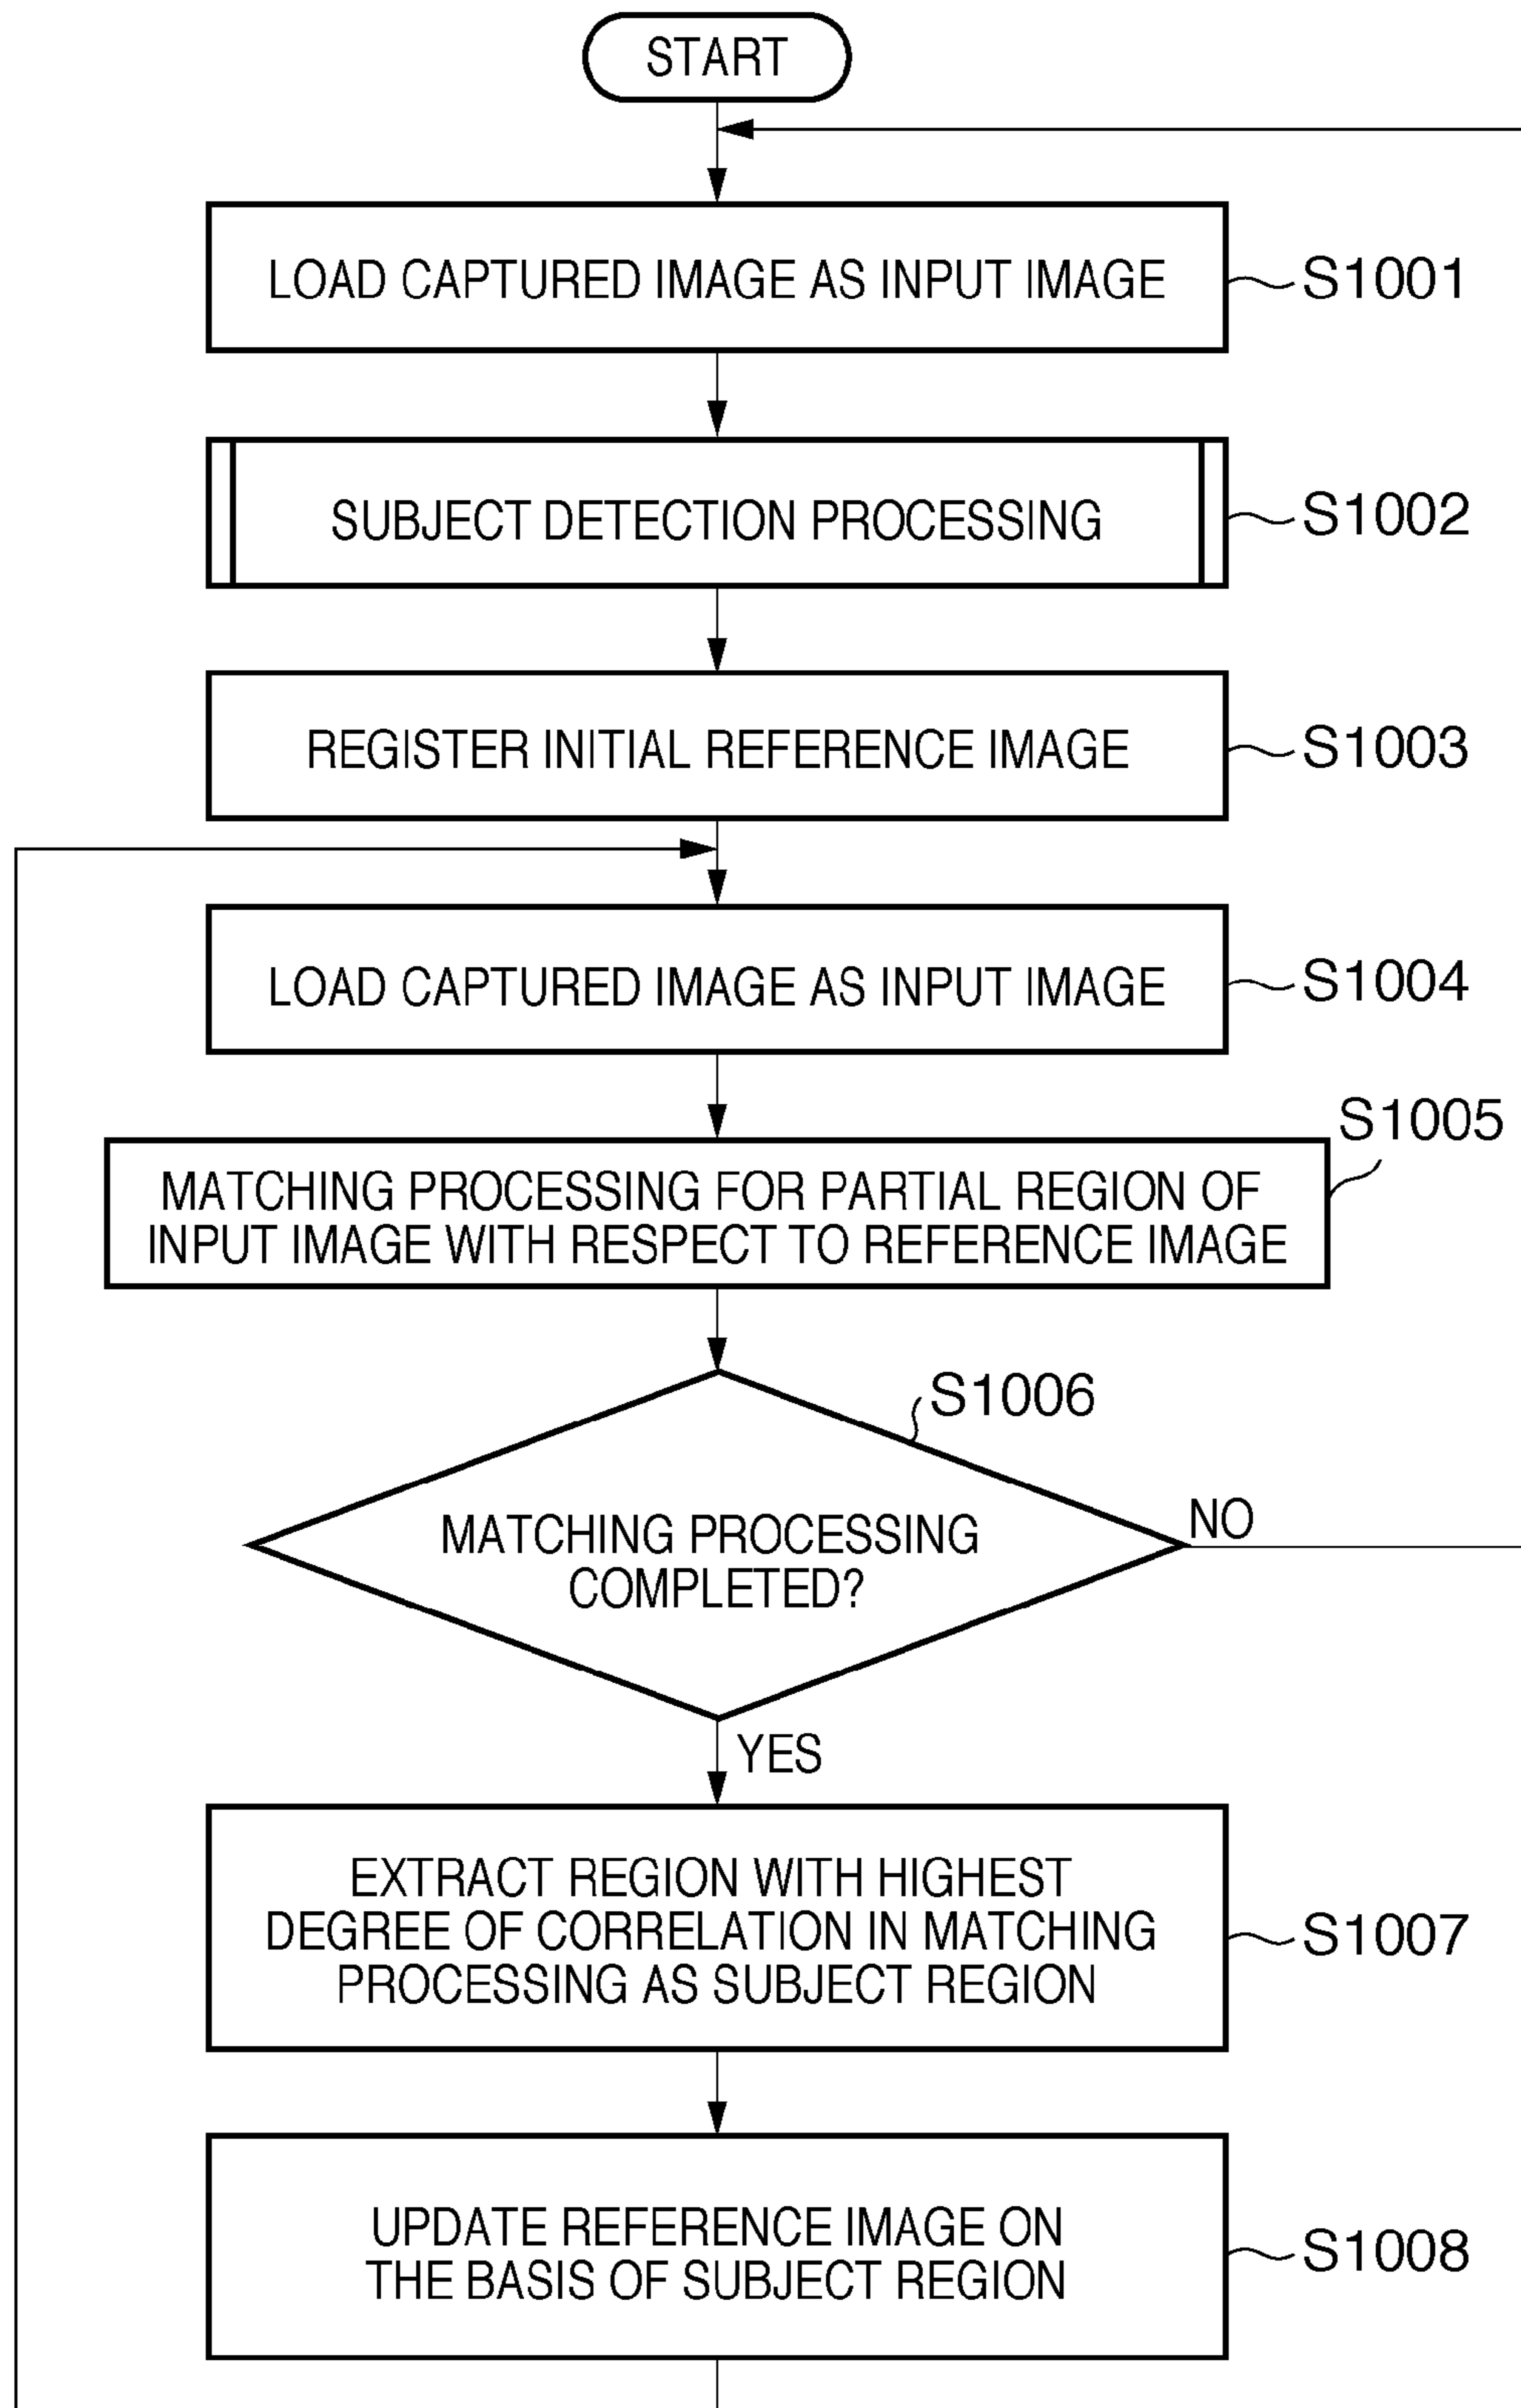 START
LOAD CAPTURED IMAGE AS INPUT IMAGE
S1001
SUBJECT DETECTION PROCESSING
S1002
REGISTER INITIAL REFERENCE IMAGE
S1003
LOAD CAPTURED IMAGE AS INPUT IMAGE
S1004
S1005
MATCHING PROCESSING FOR PARTIAL REGION OF
INPUT IMAGE WITH RESPECT TO REFERENCE IMAGE
S1006
MATCHING PROCESSING
COMPLETED?
NO
YES
EXTRACT REGION WITH HIGHEST
DEGREE OF CORRELATION IN MATCHING
PROCESSING AS SUBJECT REGION
S1007
UPDATE REFERENCE IMAGE ON
THE BASIS OF SUBJECT REGION
S1008